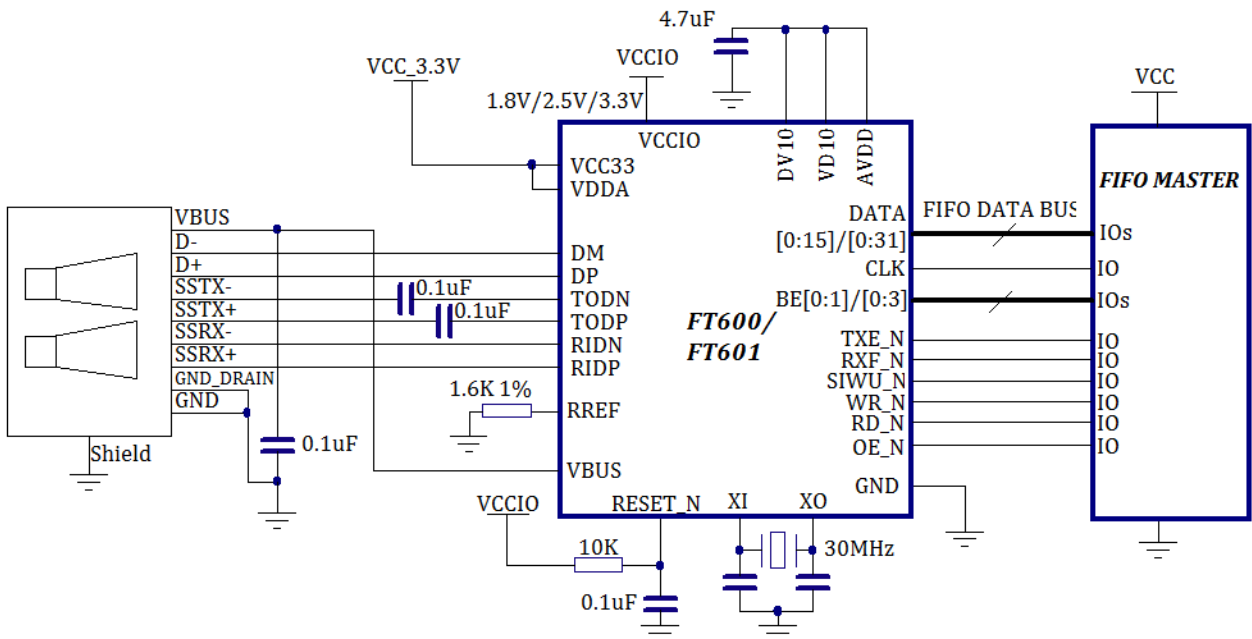 4.7uF
VCCIO
VCC_3.3V
VCC
1.8V/2.5V/3.3V
VCCIO
DV10
VD10
AVDD
VCC33
VDDA
FIFO MASTER
VBUS
D-
D+
SSTX-
SSTX+
SSRX-
SSRX+
GND_DRAIN
GND
Shield
0.1uF
0.1uF
0.1uF
1.6K 1%
DM
DP
TODN
TODP
RIDN
RIDP
RREF
VBUS
FT600/
FT601
DATA
[0:15]/[0:31]
CLK
BE[0:1]/[0:3]
TXE_N
RXF_N
SIWU_N
WR_N
RD_N
OE_N
GND
FIFO DATA BUS
IOs
IO
IOs
IO
IO
IO
IO
IO
IO
VCCIO
RESET_N
XI
XO
10K
30MHz
0.1uF